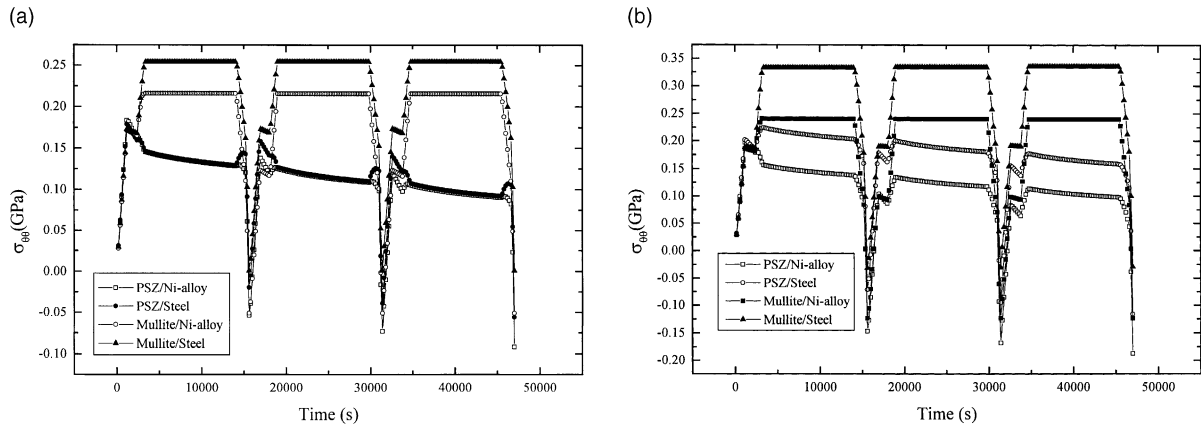 (a)
0.25
0.20
0.15
0.10
0.05
0.00
-0.05
-0.10
σθθ(GPa)
PSZ/Ni-alloy
PSZ/Steel
Mullite/Ni-alloy
Mullite/Steel
0 10000 20000 30000 40000 50000
Time (s)
(b)
0.35
0.30
0.25
0.20
0.15
0.10
0.05
0.00
-0.05
-0.10
-0.15
-0.20
σθθ(GPa)
PSZ/Ni-alloy
PSZ/Steel
Mullite/Ni-alloy
Mullite/Steel
0 10000 20000 30000 40000 50000
Time (s)